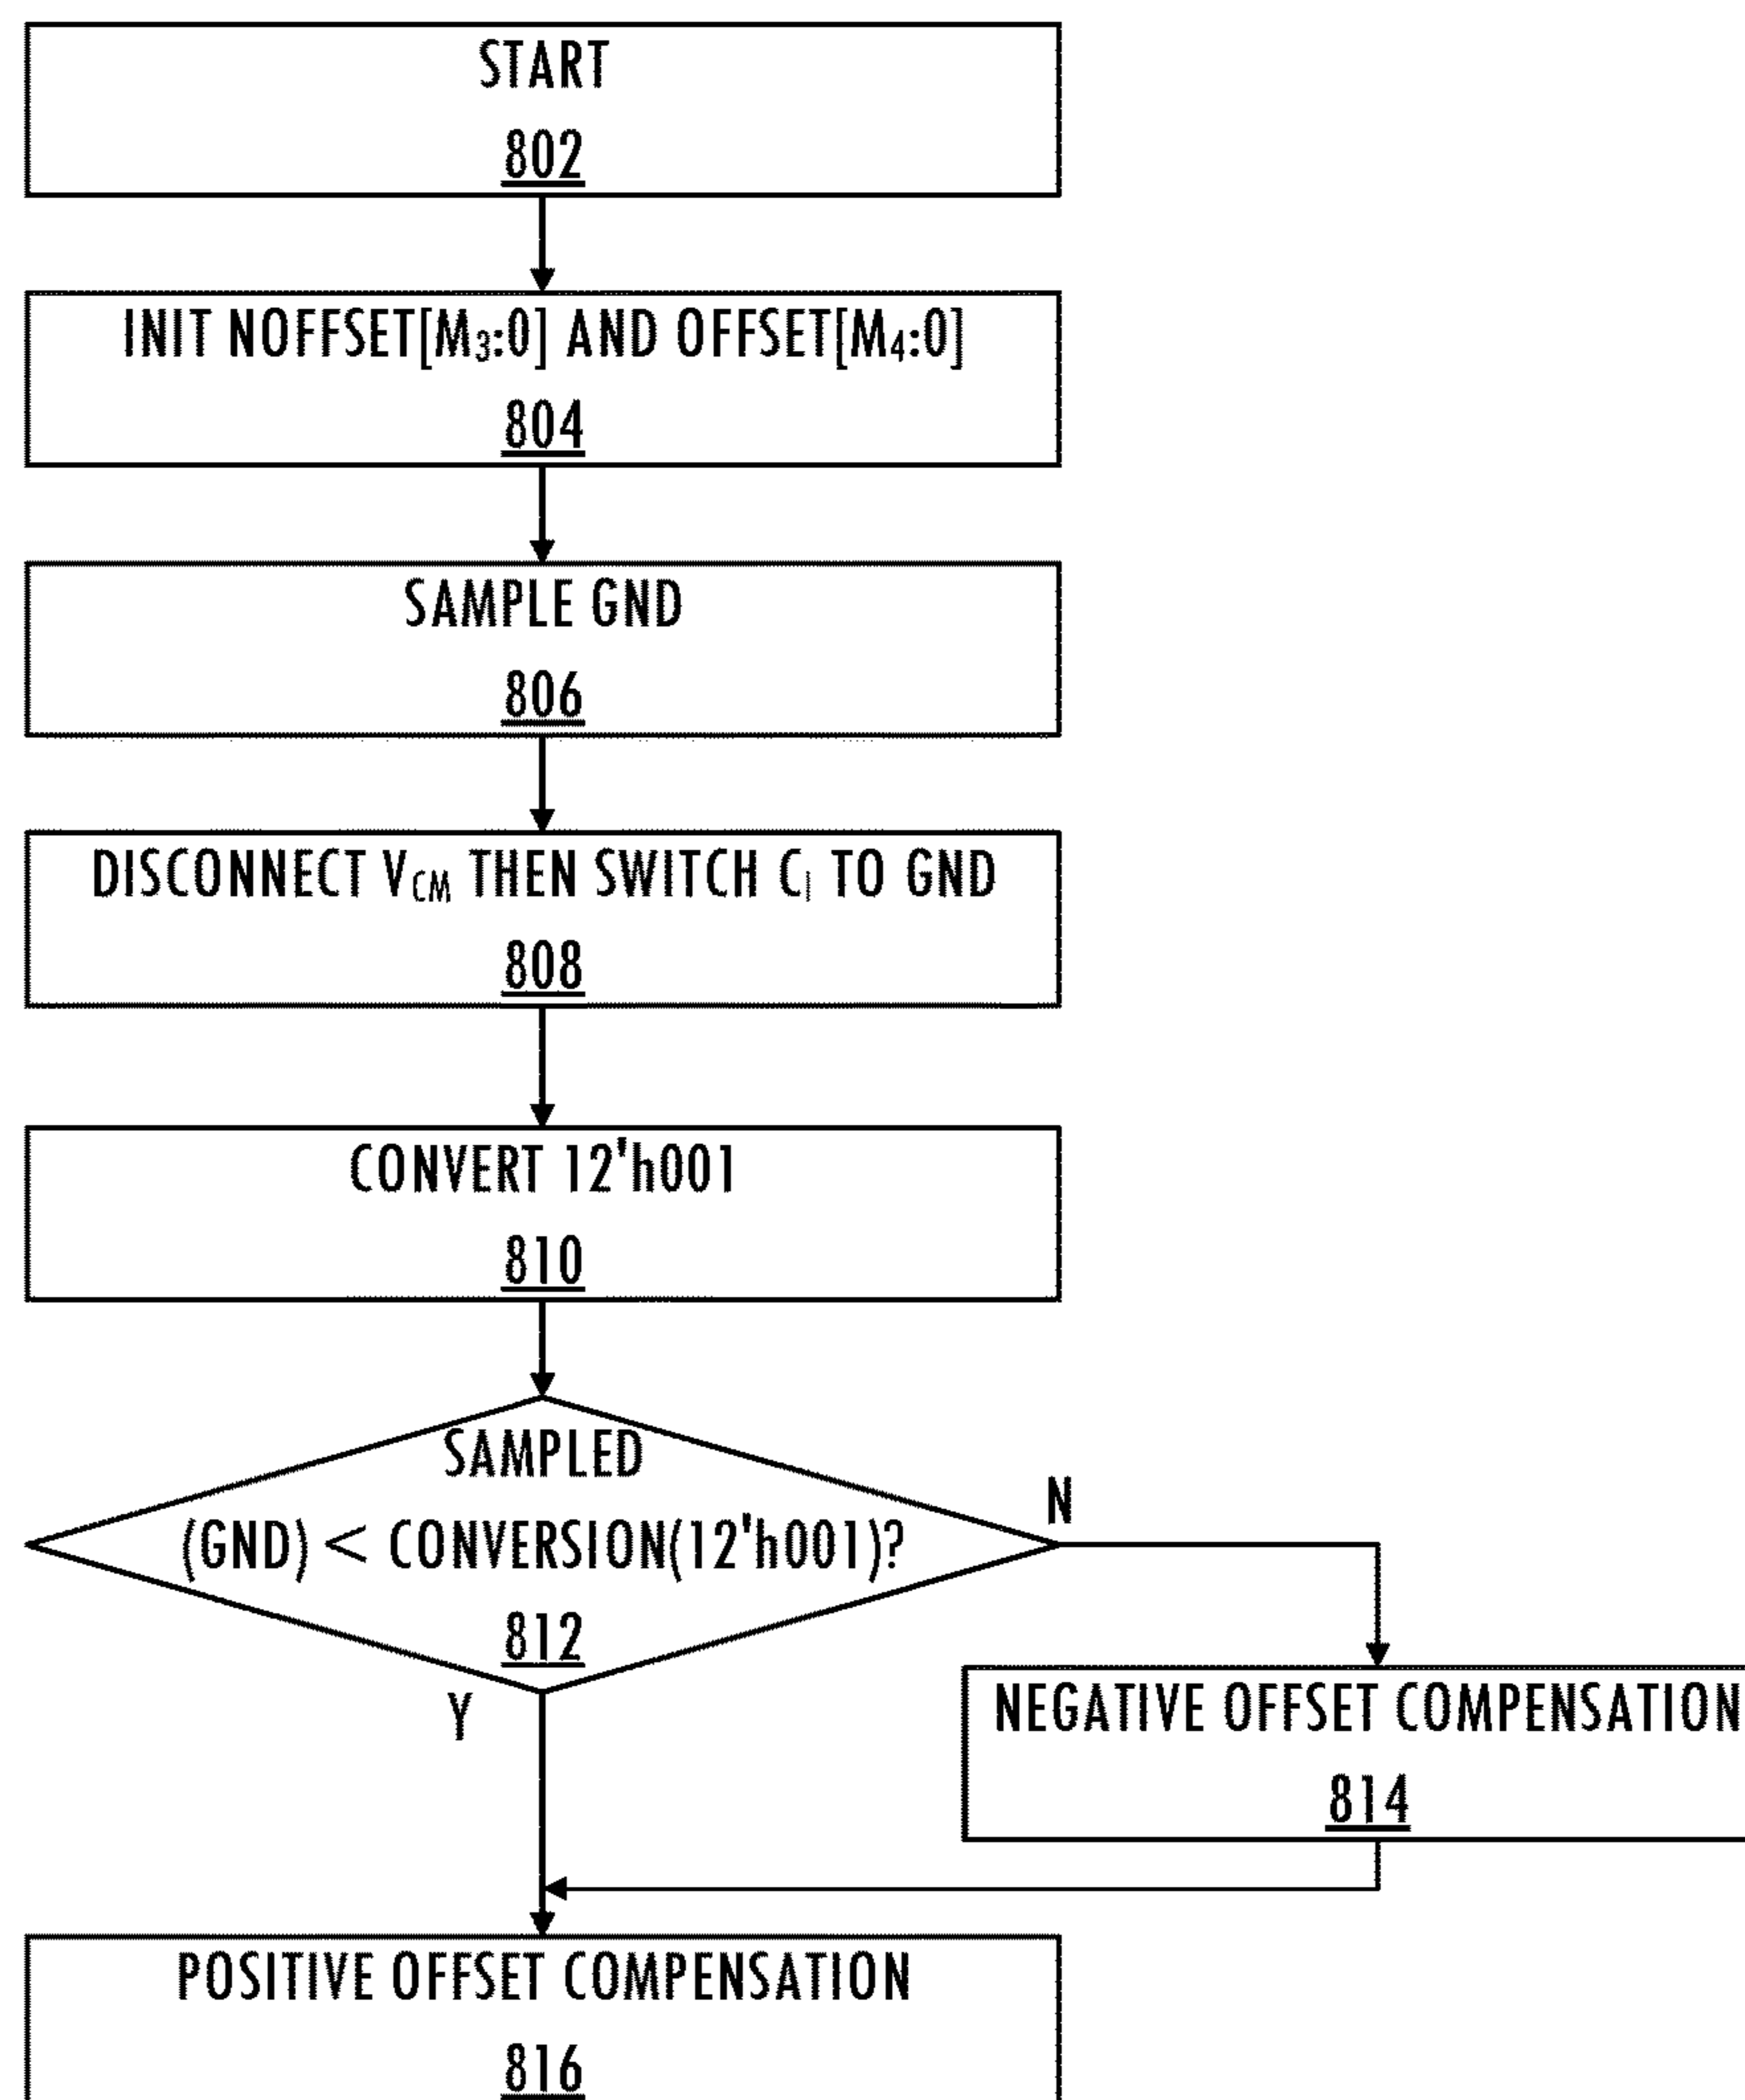 START
802
INIT NOFFSET[M₃:0] AND OFFSET[M₄:0]
804
SAMPLE GND
806
DISCONNECT V_CM THEN SWITCH C_I TO GND
808
CONVERT 12'h001
810
SAMPLED
(GND) < CONVERSION(12'h001)?
812
N
Y
NEGATIVE OFFSET COMPENSATION
814
POSITIVE OFFSET COMPENSATION
816